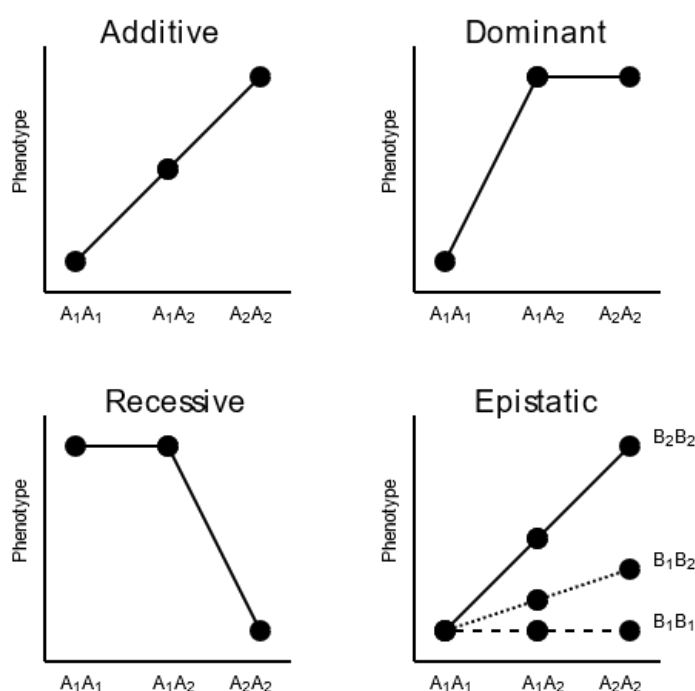 Additive
Phenotype
A₁A₁ A₁A₂ A₂A₂
Dominant
Phenotype
A₁A₁ A₁A₂ A₂A₂
Recessive
Phenotype
A₁A₁ A₁A₂ A₂A₂
Epistatic
Phenotype
B₂B₂
B₁B₂
B₁B₁
A₁A₁ A₁A₂ A₂A₂